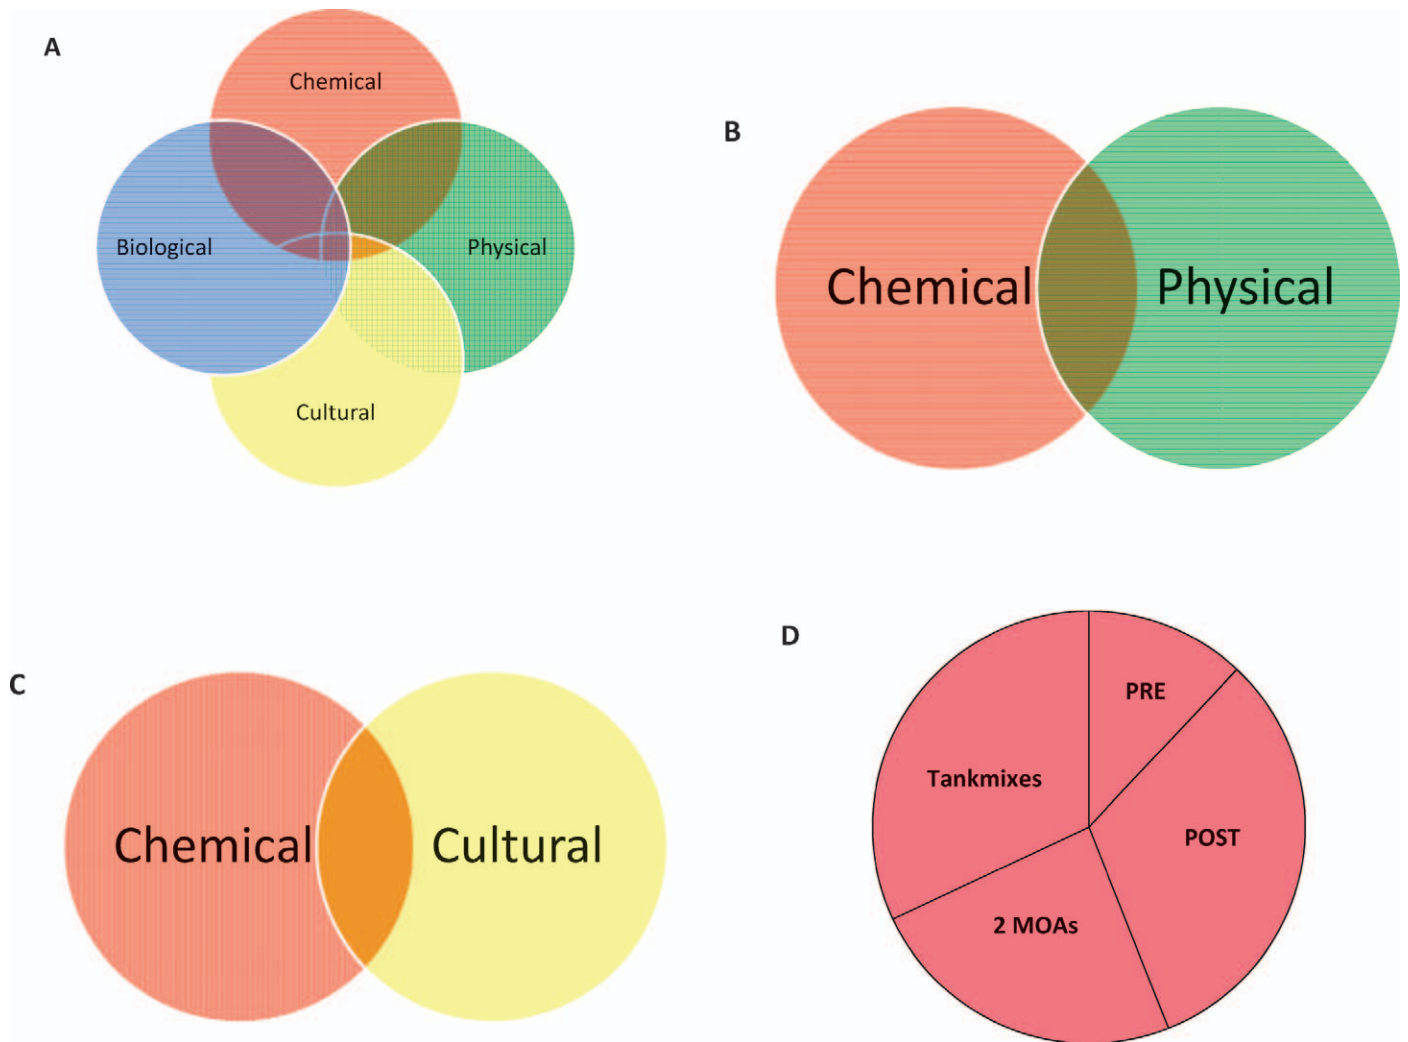 A
Chemical
Biological
Physical
Cultural
B
Chemical
Physical
C
Chemical
Cultural
D
PRE
Tankmixes
POST
2 MOAs